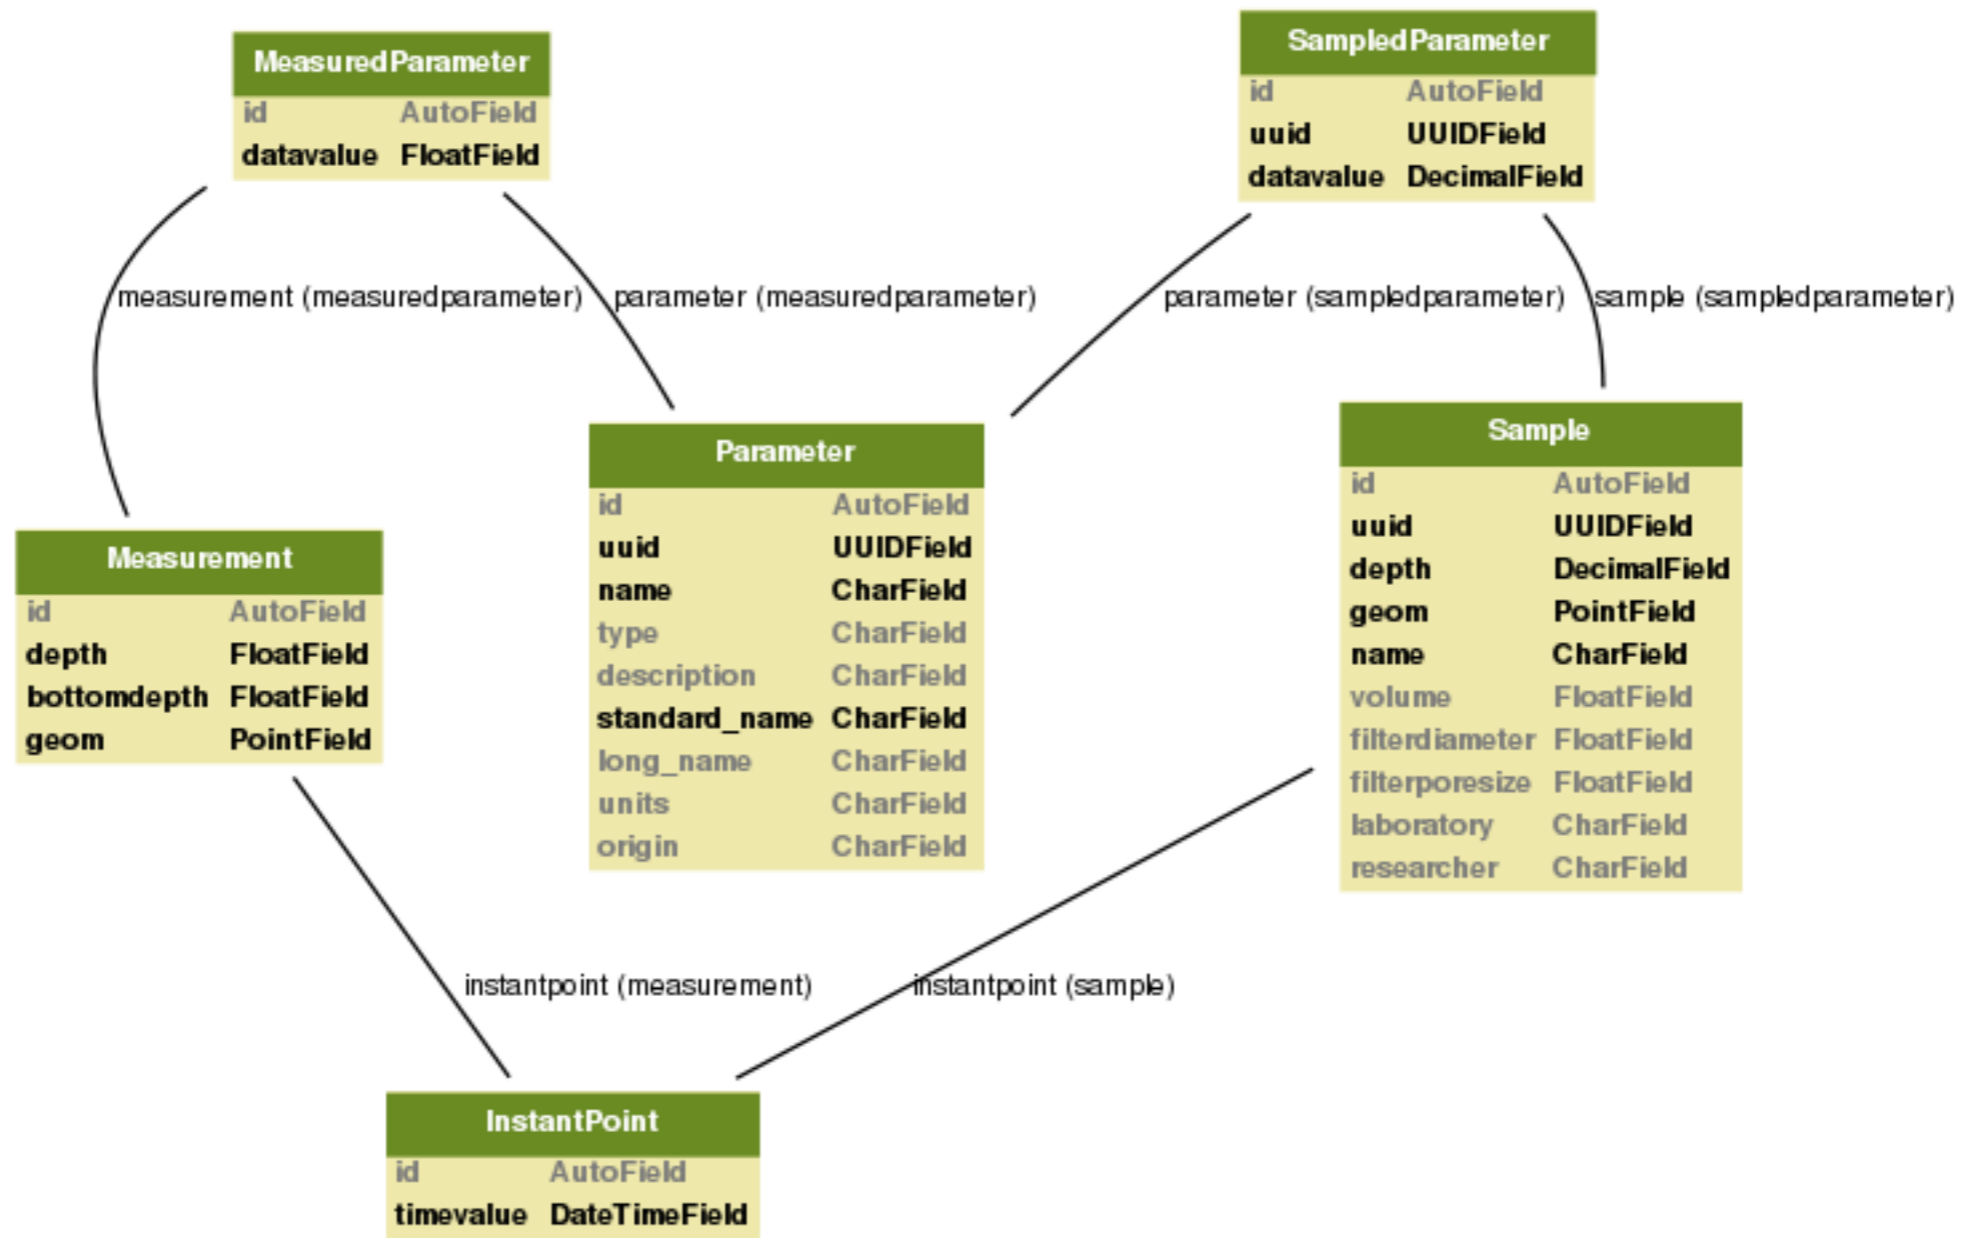 MeasuredParameter
id AutoField
datavalue FloatField
SampledParameter
id AutoField
uuid UUIDField
datavalue DecimalField
measurement (measuredparameter)
parameter (measuredparameter)
parameter (sampledparameter)
sample (sampledparameter)
Measurement
id AutoField
depth FloatField
bottomdepth FloatField
geom PointField
Parameter
id AutoField
uuid UUIDField
name CharField
type CharField
description CharField
standard_name CharField
long_name CharField
units CharField
origin CharField
Sample
id AutoField
uuid UUIDField
depth DecimalField
geom PointField
name CharField
volume FloatField
filterdiameter FloatField
filterporesize FloatField
laboratory CharField
researcher CharField
instantpoint (measurement)
instantpoint (sample)
InstantPoint
id AutoField
timevalue DateTimeField